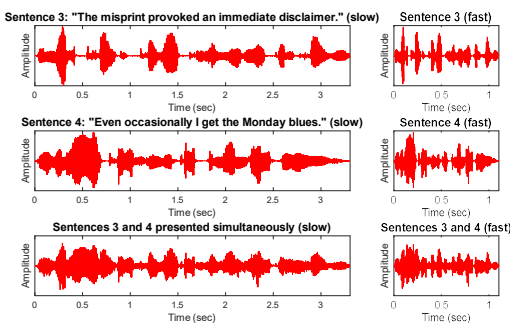 Sentence 3: "The misprint provoked an immediate disclaimer." (slow)
Amplitude
0 0.5 1 1.5 2 2.5 3
Time (sec)
Sentence 3 (fast)
Amplitude
0 0.5 1
Time (sec)
Sentence 4: "Even occasionally I get the Monday blues." (slow)
Amplitude
0 0.5 1 1.5 2 2.5 3
Time (sec)
Sentence 4 (fast)
Amplitude
0 0.5 1
Time (sec)
Sentences 3 and 4 presented simultaneously (slow)
Amplitude
0 0.5 1 1.5 2 2.5 3
Time (sec)
Sentences 3 and 4 (fast)
Amplitude
0 0.5 1
Time (sec)